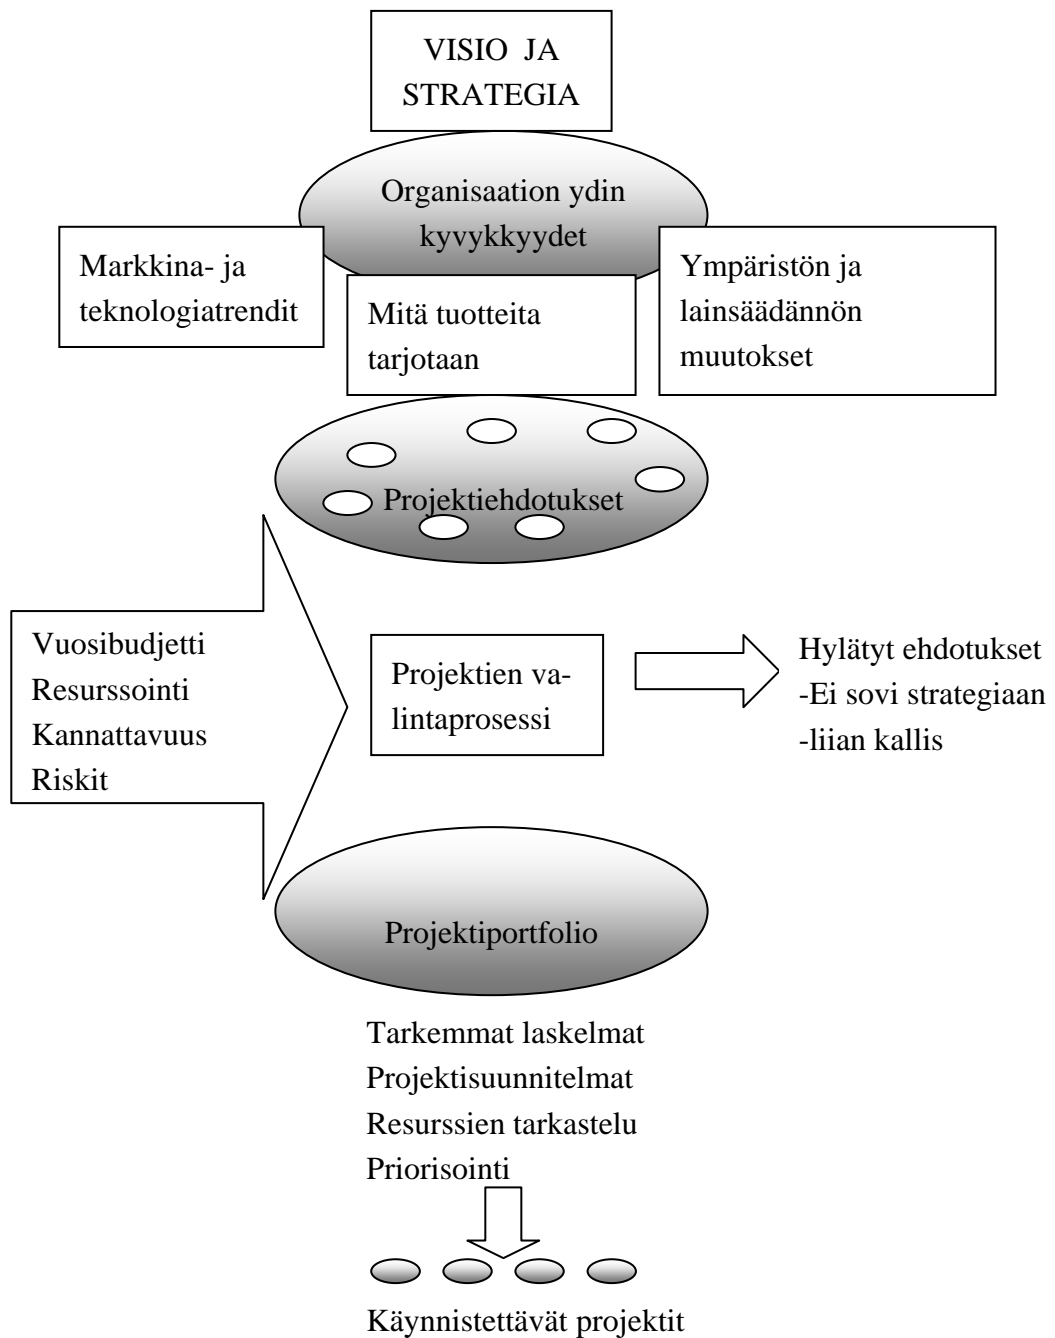 VISIO JA
STRATEGIA
Organisaation ydin
kyvykkyydet
Markkina- ja
teknologiatrendit
Mitä tuotteita
tarjotaan
Ympäristön ja
lainsäädännön
muutokset
Projektiehdotukset
Vuosibudjetti
Resurssointi
Kannattavuus
Riskit
Projektien va-
lintaprosessi
Hylätyt ehdotukset
-Ei sovi strategiaan
-liian kallis
Projektiportfolio
Tarkemmat laskelmat
Projektisuunnitelmat
Resurssien tarkastelu
Priorisointi
Käynnistettävät projektit